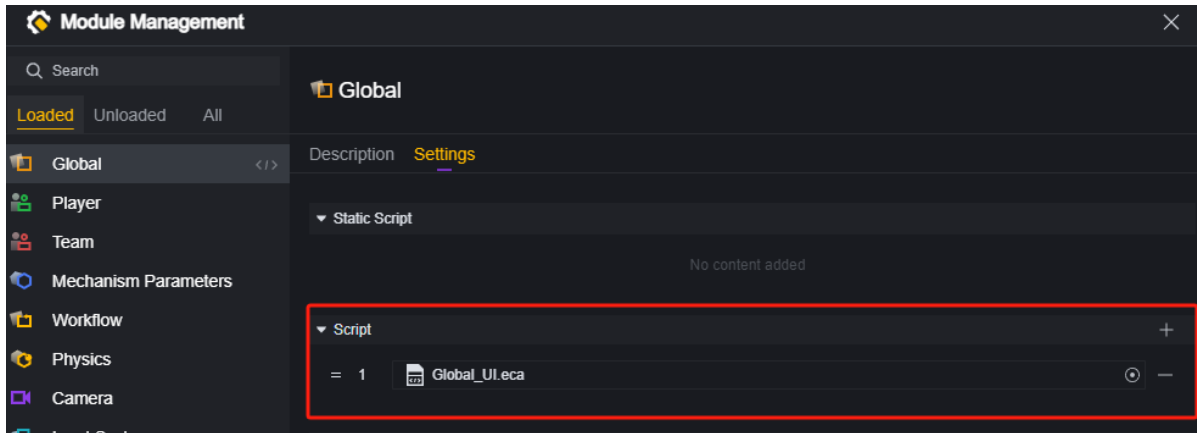 Module Management
Search
Loaded Unloaded All
Global
Player
Team
Mechanism Parameters
Workflow
Physics
Camera
Global
Description Settings
Static Script
No content added
Script
= 1 Global_UI.eca